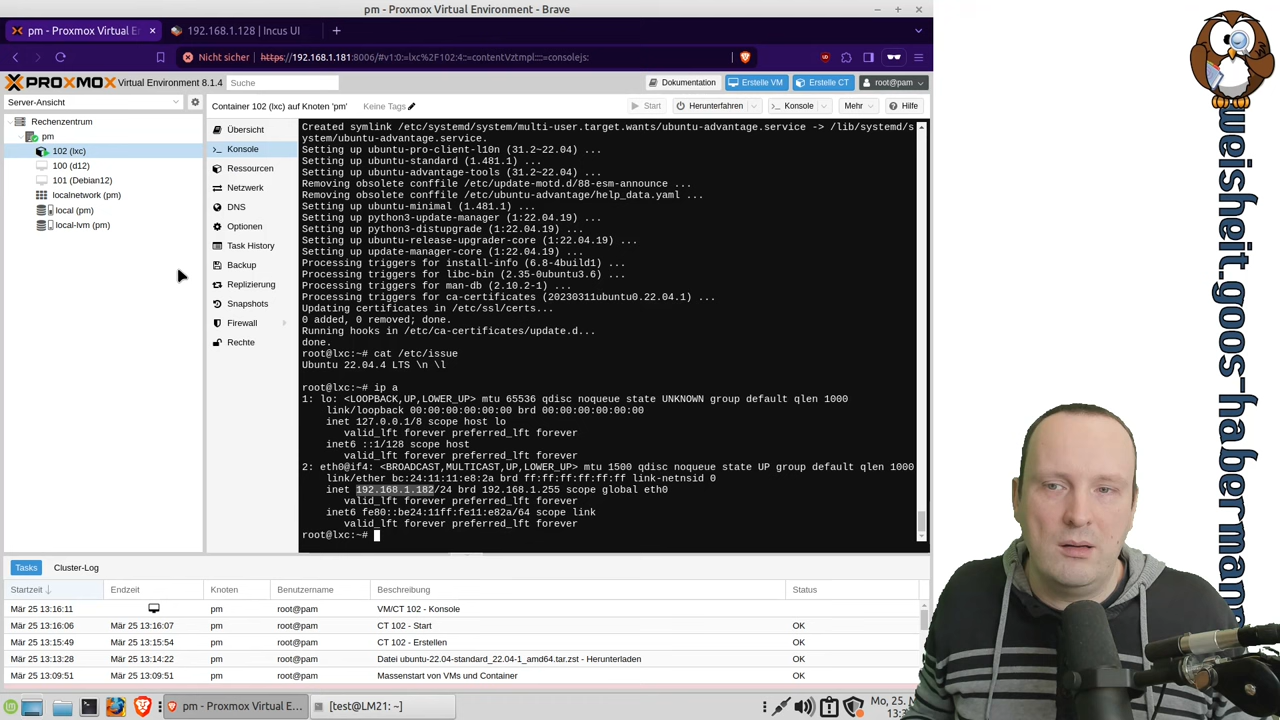 pm - Proxmox Virtual Environment - Brave
pm - Proxmox Virtual E
192.168.1.128 | Incus UI
Nicht sicher https://192.168.1.181:8006/#v1:0:=lxc%2F102:4::=contentVztmpl::::=consolejs:
PROXMOX Virtual Environment 8.1.4 Suche Dokumentation Erstelle VM Erstelle CT root@pam
Server-Ansicht
Rechenzentrum
pm
102 (lxc)
100 (d12)
101 (Debian12)
localnetwork (pm)
local (pm)
local-lvm (pm)
Container 102 (lxc) auf Knoten 'pm' Keine Tags Start Herunterfahren Konsole Mehr Hilfe
Übersicht
Konsole
Ressourcen
Netzwerk
DNS
Optionen
Task History
Backup
Replizierung
Snapshots
Firewall
Rechte
Created symlink /etc/systemd/system/multi-user.target.wants/ubuntu-advantage.service -> /lib/systemd/s
ystem/ubuntu-advantage.service.
Setting up ubuntu-pro-client-l10n (31.2~22.04) ...
Setting up ubuntu-standard (1.481.1) ...
Setting up ubuntu-advantage-tools (31.2~22.04) ...
Removing obsolete conffile /etc/update-motd.d/88-esm-announce ...
Removing obsolete conffile /etc/ubuntu-advantage/help_data.yaml ...
Setting up ubuntu-minimal (1.481.1) ...
Setting up python3-update-manager (1:22.04.19) ...
Setting up python3-distupgrade (1:22.04.19) ...
Setting up ubuntu-release-upgrader-core (1:22.04.19) ...
Setting up update-manager-core (1:22.04.19) ...
Processing triggers for install-info (6.8-4build1) ...
Processing triggers for libc-bin (2.35-0ubuntu3.6) ...
Processing triggers for man-db (2.10.2-1) ...
Processing triggers for ca-certificates (20230311ubuntu0.22.04.1) ...
Updating certificates in /etc/ssl/certs...
0 added, 0 removed; done.
Running hooks in /etc/ca-certificates/update.d...
done.
root@lxc:~# cat /etc/issue
Ubuntu 22.04.4 LTS \n \l
root@lxc:~# ip a
1: lo: <LOOPBACK,UP,LOWER_UP> mtu 65536 qdisc noqueue state UNKNOWN group default qlen 1000
link/loopback 00:00:00:00:00:00 brd 00:00:00:00:00:00
inet 127.0.0.1/8 scope host lo
valid_lft forever preferred_lft forever
inet6 ::1/128 scope host
valid_lft forever preferred_lft forever
2: eth0@if4: <BROADCAST,MULTICAST,UP,LOWER_UP> mtu 1500 qdisc noqueue state UP group default qlen 1000
link/ether bc:24:11:11:e8:2a brd ff:ff:ff:ff:ff:ff link-netnsid 0
inet 192.168.1.182/24 brd 192.168.1.255 scope global eth0
valid_lft forever preferred_lft forever
inet6 fe80::be24:11ff:fe11:e82a/64 scope link
valid_lft forever preferred_lft forever
root@lxc:~#
Tasks Cluster-Log
Startzeit Endzeit Knoten Benutzername Beschreibung Status
Mär 25 13:16:11 pm root@pam VM/CT 102 - Konsole
Mär 25 13:16:06 Mär 25 13:16:07 pm root@pam CT 102 - Start OK
Mär 25 13:15:49 Mär 25 13:15:54 pm root@pam CT 102 - Erstellen OK
Mär 25 13:13:28 Mär 25 13:14:22 pm root@pam Datei ubuntu-22.04-standard_22.04-1_amd64.tar.zst - Herunterladen OK
Mär 25 13:09:51 Mär 25 13:09:51 pm root@pam Massenstart von VMs und Container OK
pm - Proxmox Virtual E...
[test@LM21: ~]
Mo, 25. M
weisheit.goos-habermann